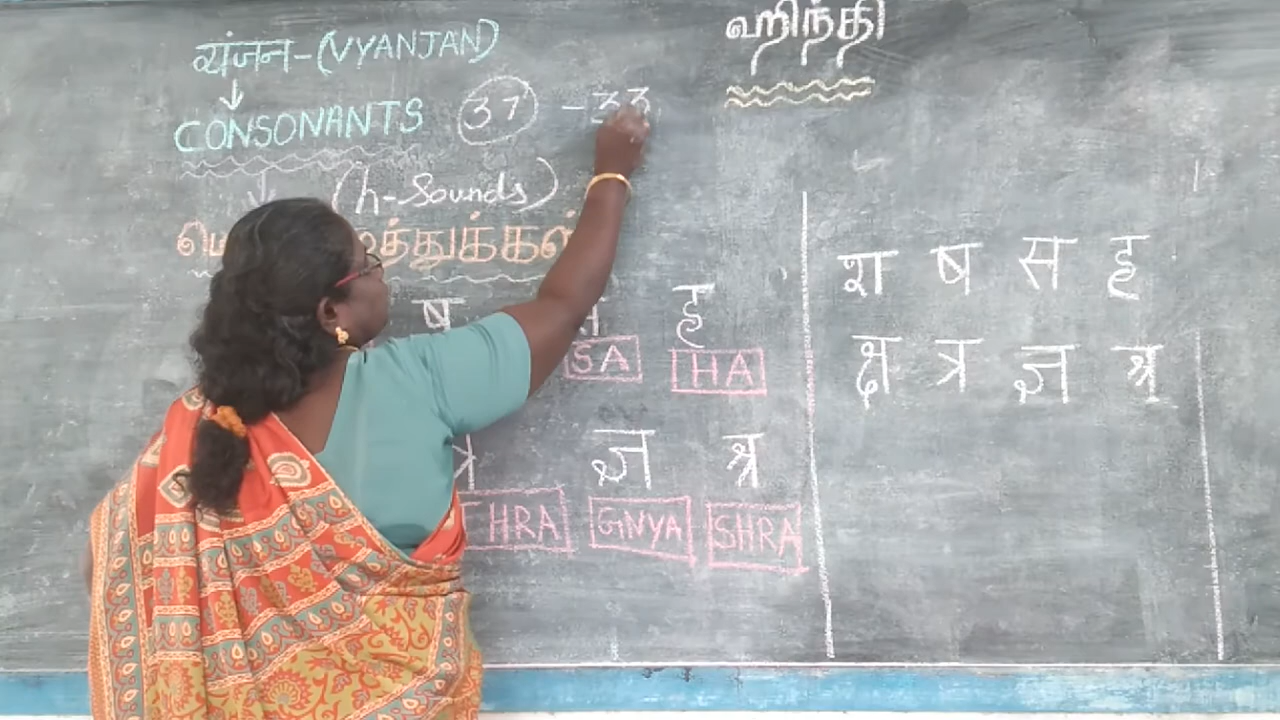 यंजन-(VYANJAN)
ஹிந்தி
↓
CONSONANTS 37 -33
(h-Sounds)
ष ह
SA HA
ज्ञ श्र
HRA GNYA SHRA
श ष स ह
क्ष त्र ज्ञ श्र